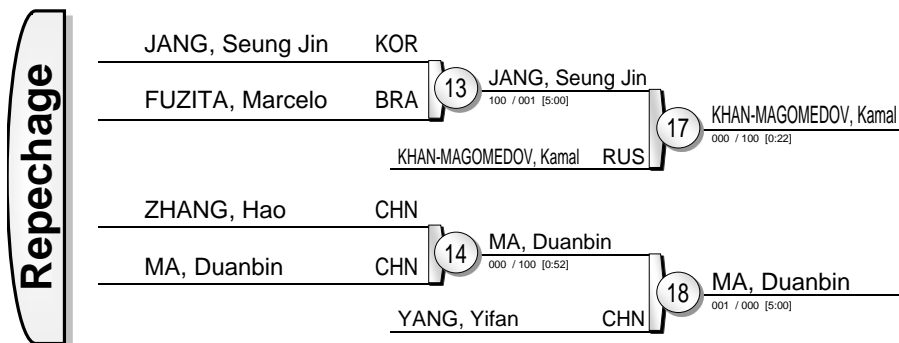 Repechage
JANG, Seung Jin KOR
FUZITA, Marcelo BRA
13
JANG, Seung Jin
100 / 001 [5:00]
KHAN-MAGOMEDOV, Kamal RUS
17
KHAN-MAGOMEDOV, Kamal
000 / 100 [0:22]
ZHANG, Hao CHN
MA, Duanbin CHN
14
MA, Duanbin
000 / 100 [0:52]
YANG, Yifan CHN
18
MA, Duanbin
001 / 000 [5:00]